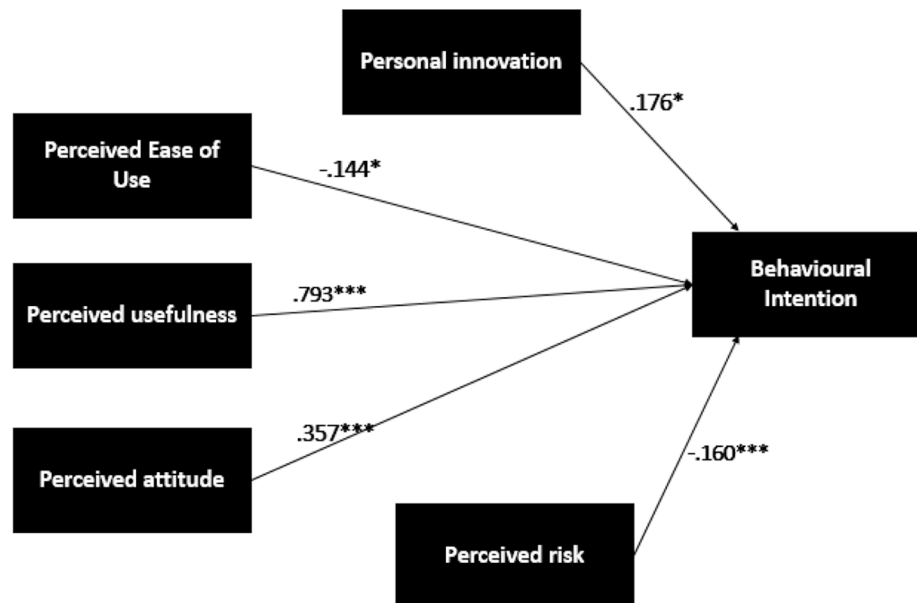 Personal innovation
.176*
Perceived Ease of
Use
-.144*
Behavioural
Intention
Perceived usefulness
.793***
Perceived attitude
.357***
-.160***
Perceived risk